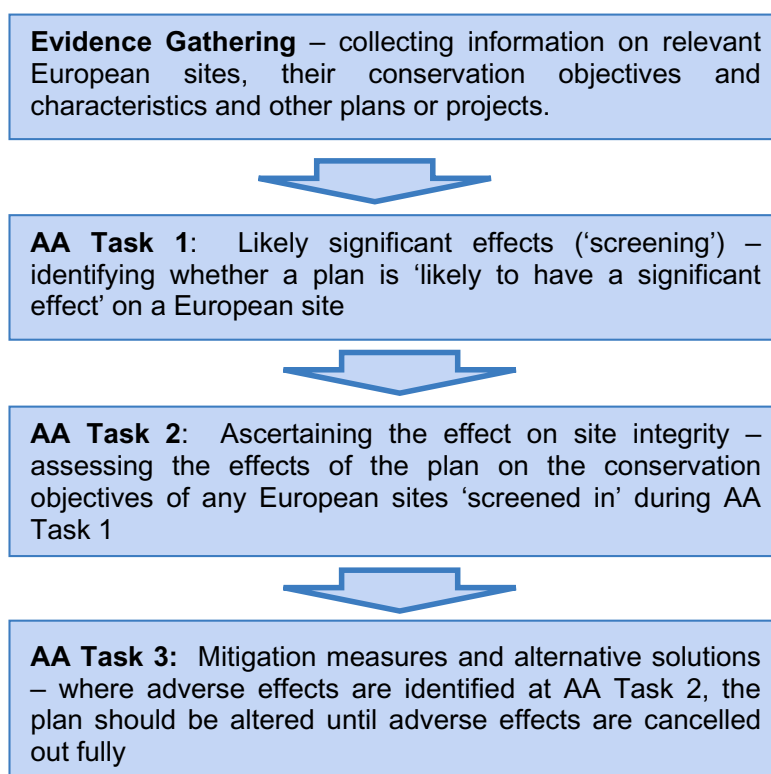 Evidence Gathering – collecting information on relevant
European sites, their conservation objectives and
characteristics and other plans or projects.
AA Task 1: Likely significant effects (‘screening’) –
identifying whether a plan is ‘likely to have a significant
effect’ on a European site
AA Task 2: Ascertaining the effect on site integrity –
assessing the effects of the plan on the conservation
objectives of any European sites ‘screened in’ during AA
Task 1
AA Task 3: Mitigation measures and alternative solutions
– where adverse effects are identified at AA Task 2, the
plan should be altered until adverse effects are cancelled
out fully